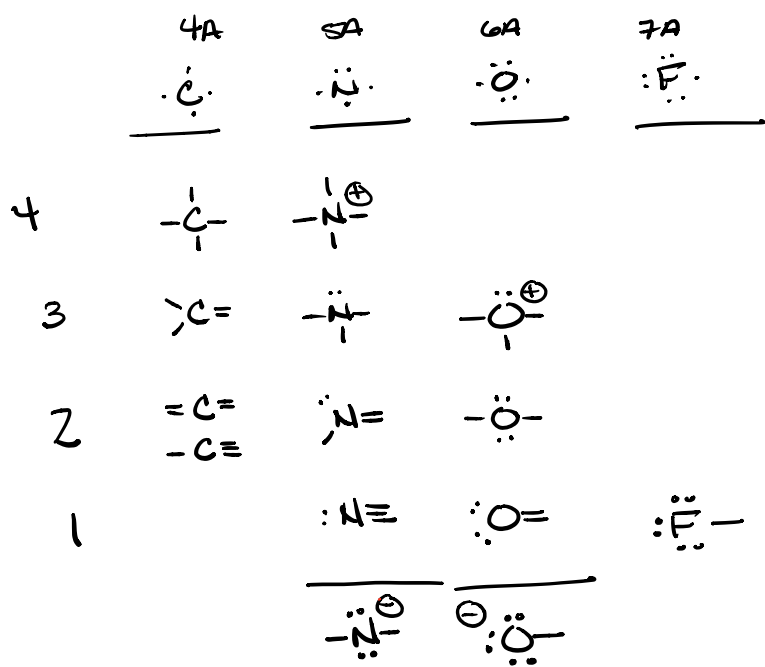 4A 5A 6A 7A
·C· ·N· ·O· :F·
4 –C– –N– ⊕
3 C= –N– –O– ⊕
2 =C= N= –O–
–C≡
1 :N≡ :O= :F–
–N– ⊖ ⊖ :O–